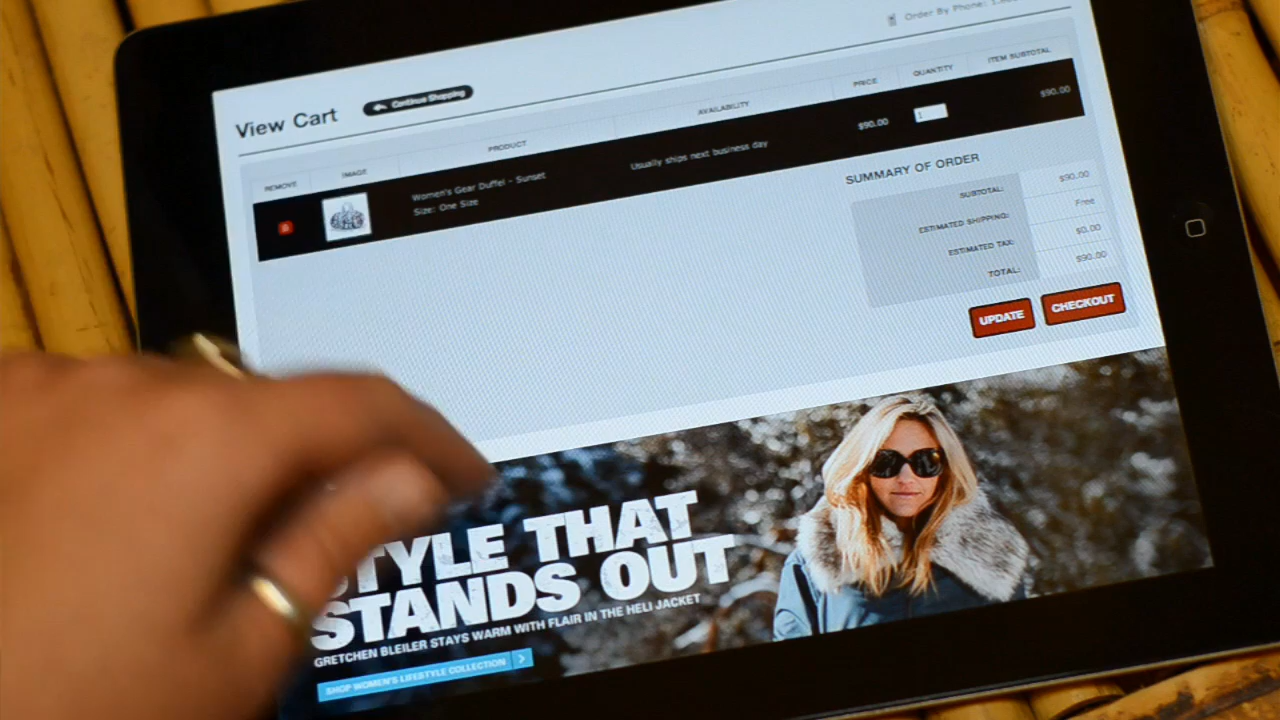 Order By Phone:
View Cart
Continue Shopping
REMOVE IMAGE PRODUCT AVAILABILITY PRICE QUANTITY ITEM SUBTOTAL
Women's Gear Duffel - Sunset Usually ships next business day $90.00 1 $90.00
Size: One Size
SUMMARY OF ORDER
SUBTOTAL: $90.00
ESTIMATED SHIPPING: Free
ESTIMATED TAX: $0.00
TOTAL: $90.00
UPDATE CHECKOUT
STYLE THAT
STANDS OUT
GRETCHEN BLEILER STAYS WARM WITH FLAIR IN THE HELI JACKET
SHOP WOMEN'S LIFESTYLE COLLECTION